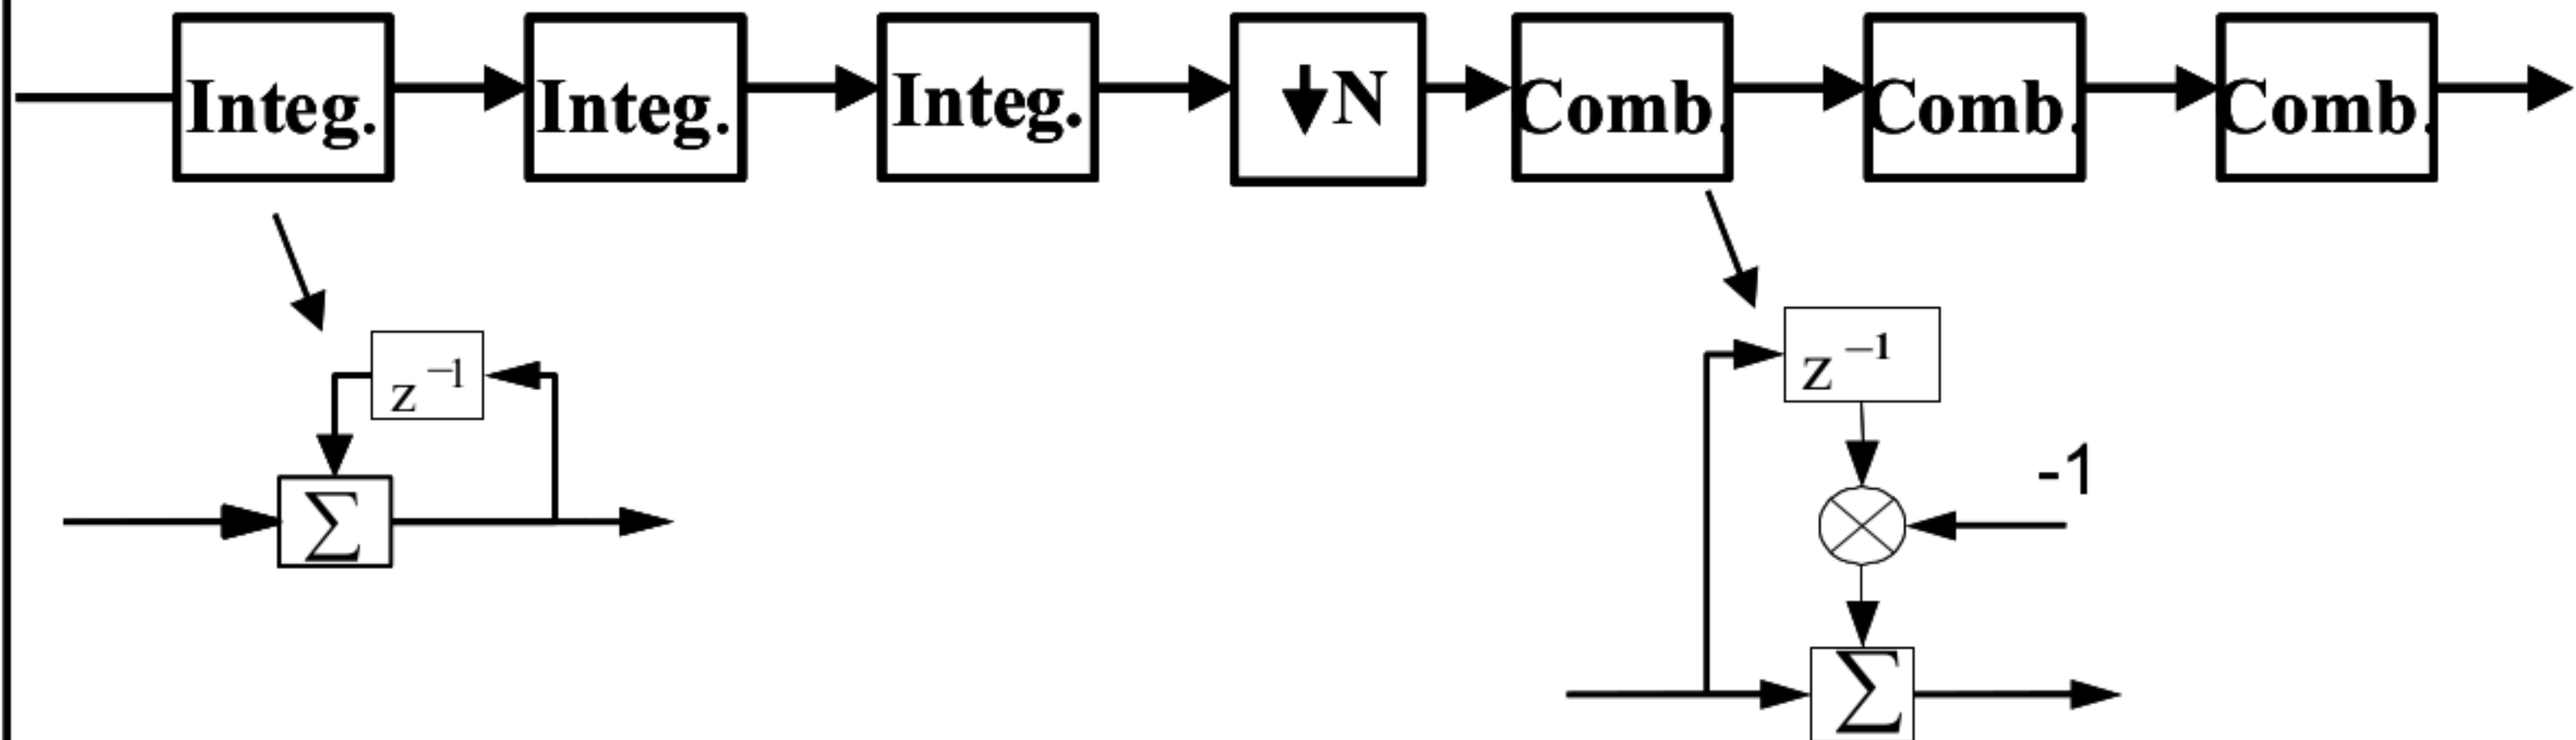 Integ. Integ. Integ. ↓N Comb. Comb. Comb.
z⁻¹
z⁻¹
-1
Σ
Σ